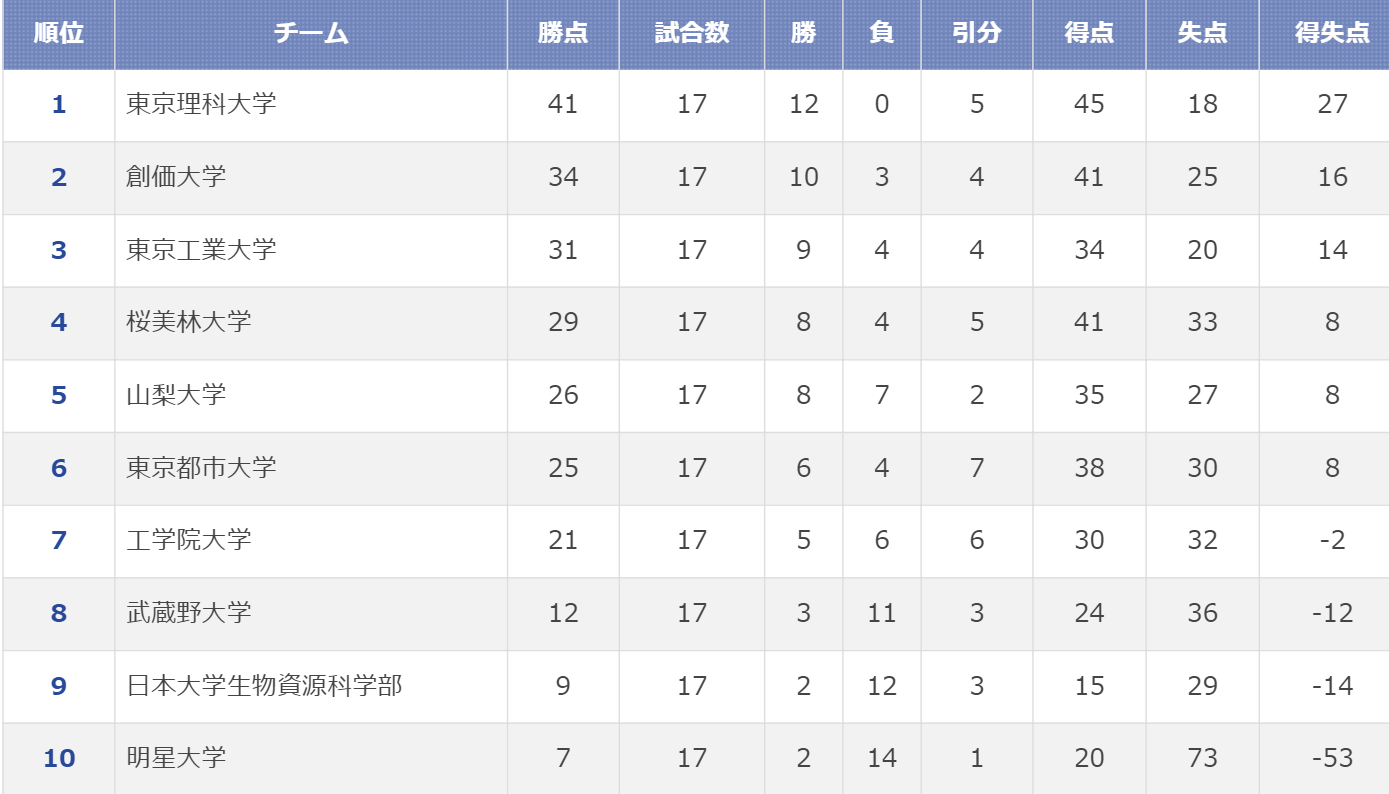 順位 チーム 勝点 試合数 勝 負 引分 得点 失点 得失点
1 東京理科大学 41 17 12 0 5 45 18 27
2 創価大学 34 17 10 3 4 41 25 16
3 東京工業大学 31 17 9 4 4 34 20 14
4 桜美林大学 29 17 8 4 5 41 33 8
5 山梨大学 26 17 8 7 2 35 27 8
6 東京都市大学 25 17 6 4 7 38 30 8
7 工学院大学 21 17 5 6 6 30 32 -2
8 武蔵野大学 12 17 3 11 3 24 36 -12
9 日本大学生物資源科学部 9 17 2 12 3 15 29 -14
10 明星大学 7 17 2 14 1 20 73 -53